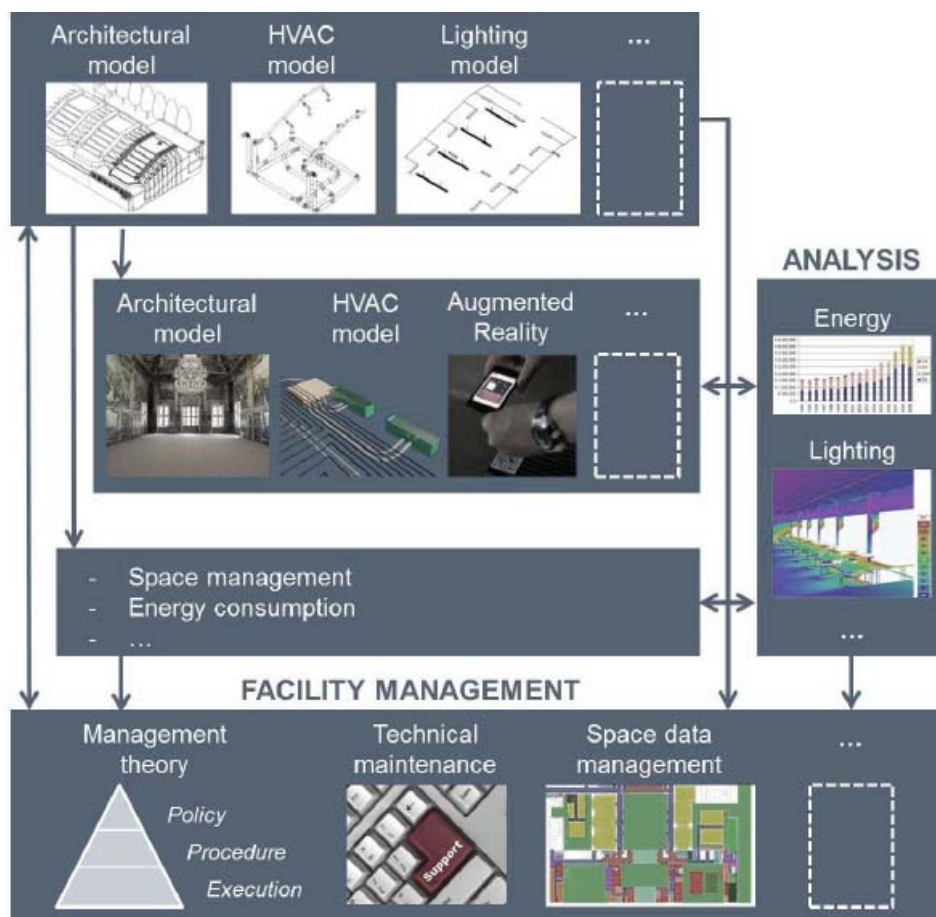 Architectural
model
HVAC
model
Lighting
model
...
Architectural
model
HVAC
model
Augmented
Reality
...
ANALYSIS
Energy
Lighting
...
- Space management
- Energy consumption
- ...
FACILITY MANAGEMENT
Management
theory
Policy
Procedure
Execution
Technical
maintenance
Support
Space data
management
...